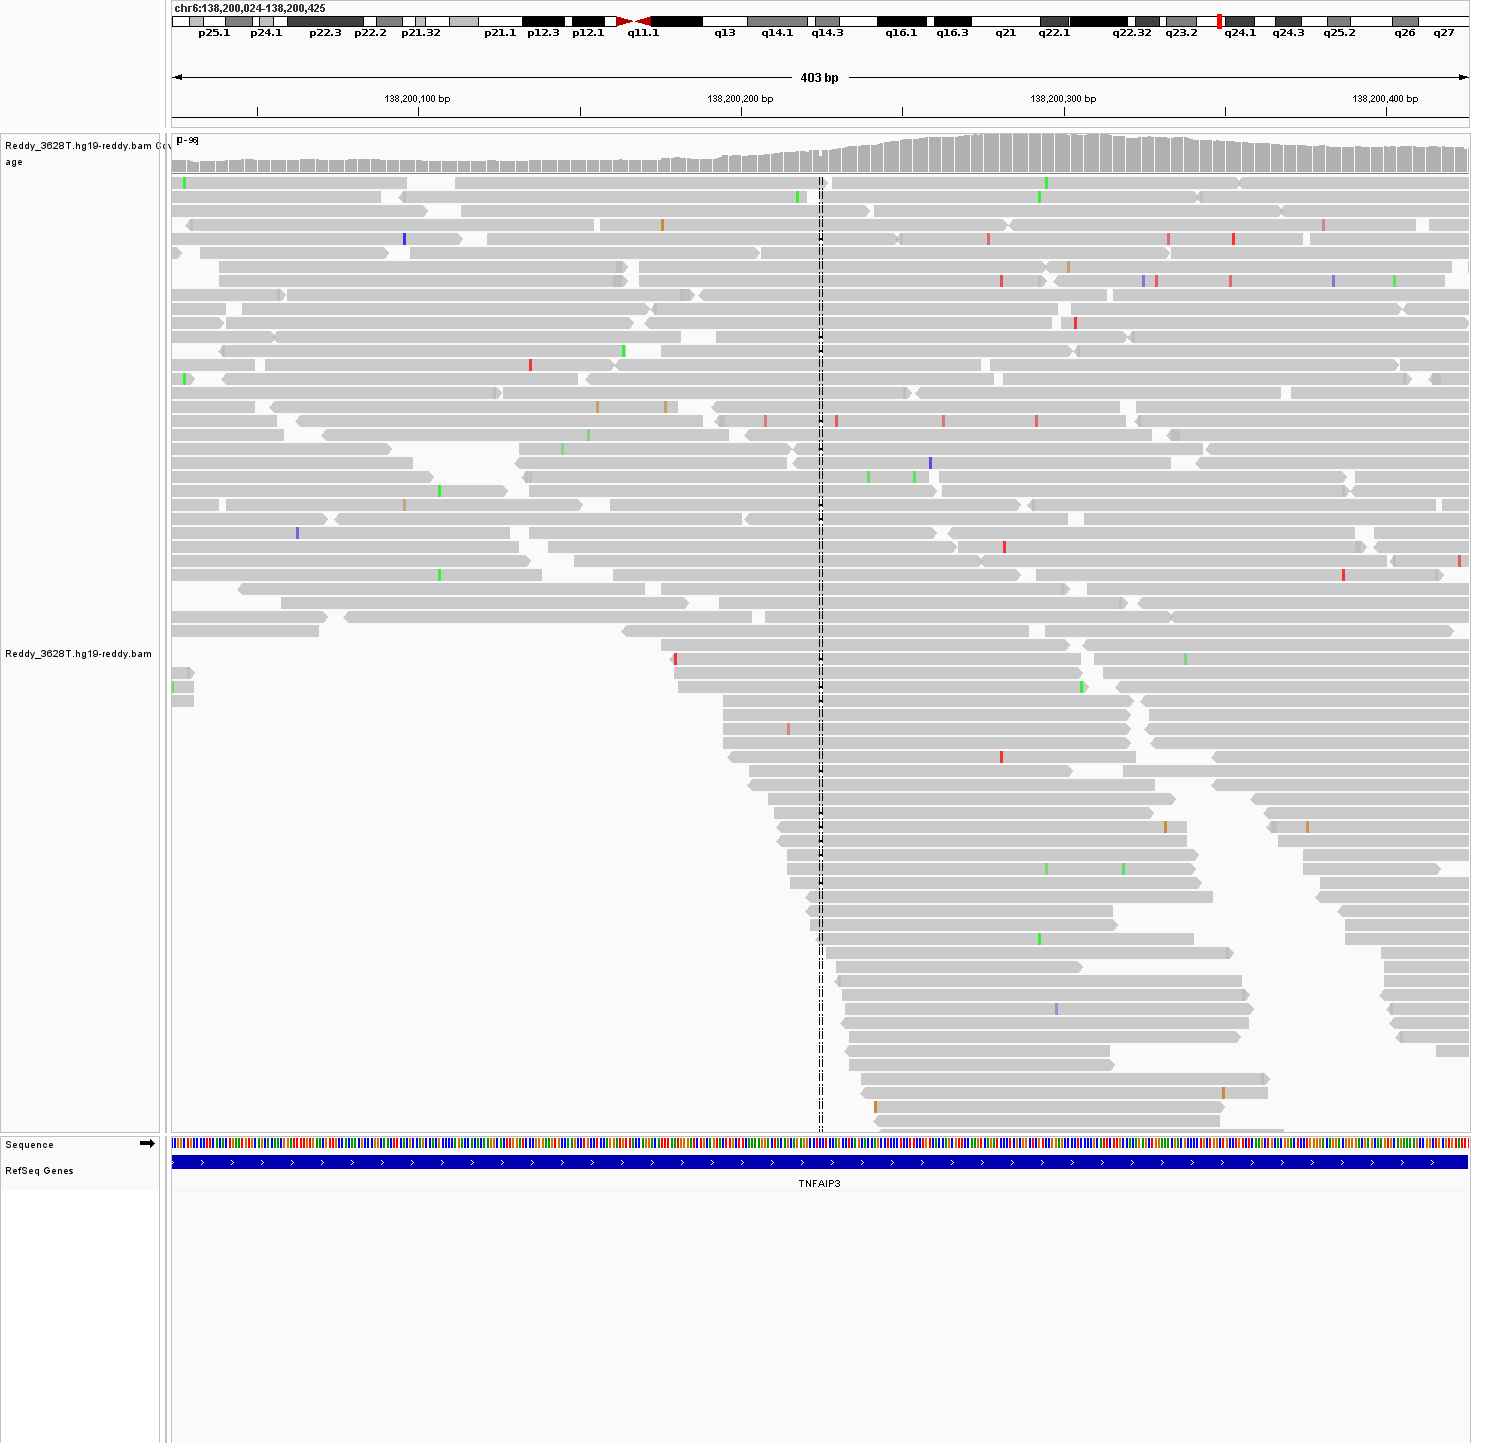 chr6:138,200,024-138,200,425
p25.1 p24.1 p22.3 p22.2 p21.32 p21.1 p12.3 p12.1 q11.1 q13 q14.1 q14.3 q16.1 q16.3 q21 q22.1 q22.32 q23.2 q24.1 q24.3 q25.2 q26 q27
403 bp
138,200,100 bp 138,200,200 bp 138,200,300 bp 138,200,400 bp
[0 - 96]
Reddy_3628T.hg19-reddy.bam Cov
age
Reddy_3628T.hg19-reddy.bam
Sequence
RefSeq Genes
TNFAIP3